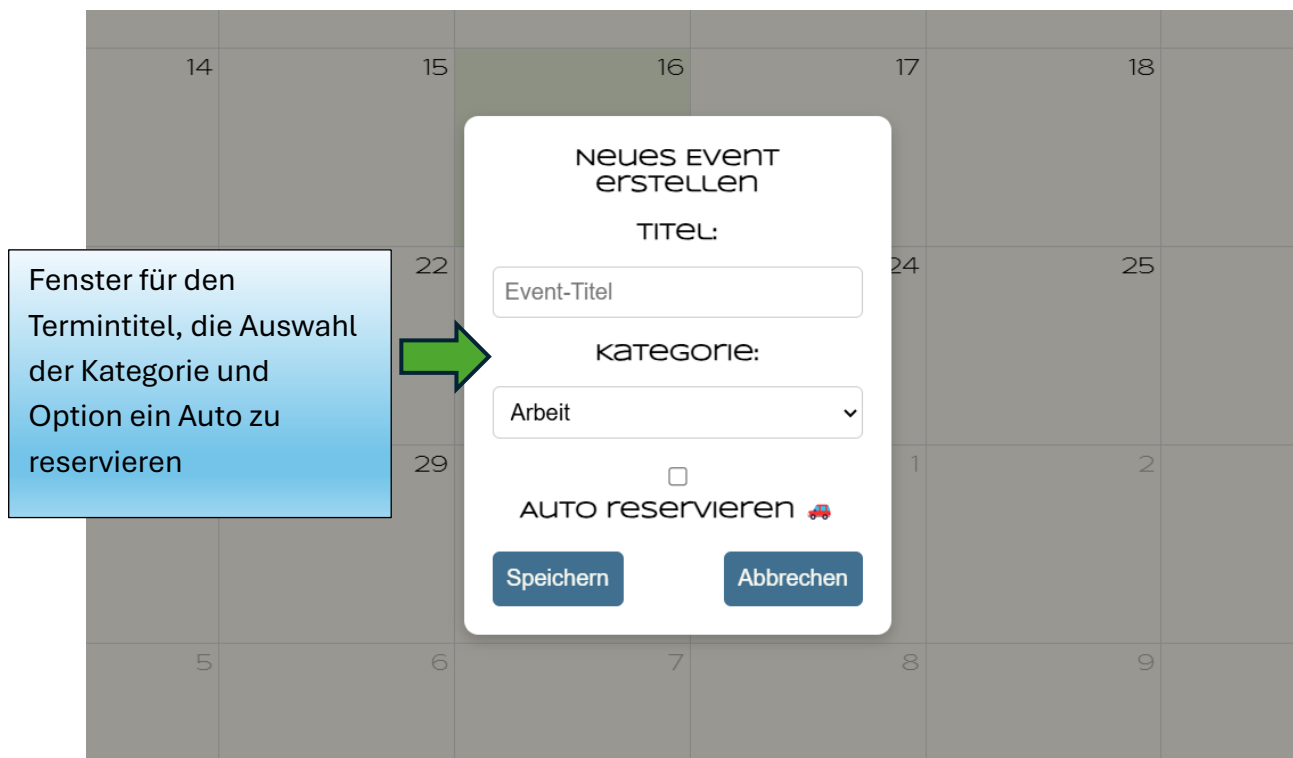 14 15 16 17 18
Neues Event
erstellen
Titel:
22 24 25
Fenster für den
Termintitel, die Auswahl
der Kategorie und
Option ein Auto zu
reservieren
Event-Titel
Kategorie:
Arbeit
29 1 2
Auto reservieren 🚗
Speichern Abbrechen
5 6 7 8 9